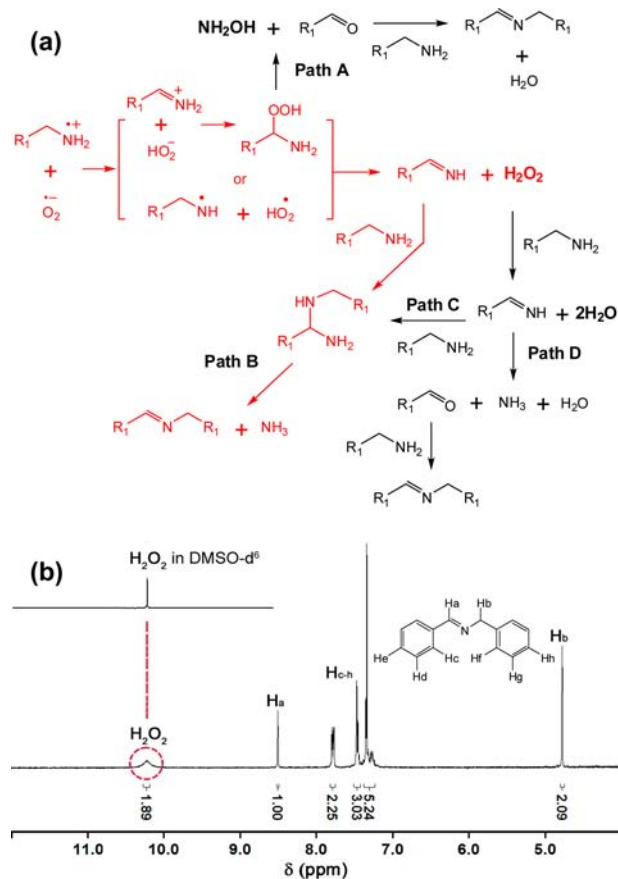 (a)
NH2OH + R1 O R1 N R1
R1 NH2 +
H2O
Path A
R1 NH2 •+
+
O2 •−
R1 NH2 +
+
HO2 −
OOH
R1 NH2
or
R1 NH • + HO2 •
R1 NH + H2O2
R1 NH2
R1 NH2
HN R1
R1 NH2
Path C
R1 NH2
R1 NH + 2H2O
Path B
Path D
R1 N R1 + NH3
R1 O + NH3 + H2O
R1 NH2
R1 N R1
(b)
H2O2 in DMSO-d6
H2O2
Ha
Hc-h
Hb
Ha Hb
N
He Hc Hf Hh
Hd Hg
1.89 1.00 2.25 3.03 5.24 2.09
11.0 10.0 9.0 8.0 7.0 6.0 5.0
δ (ppm)